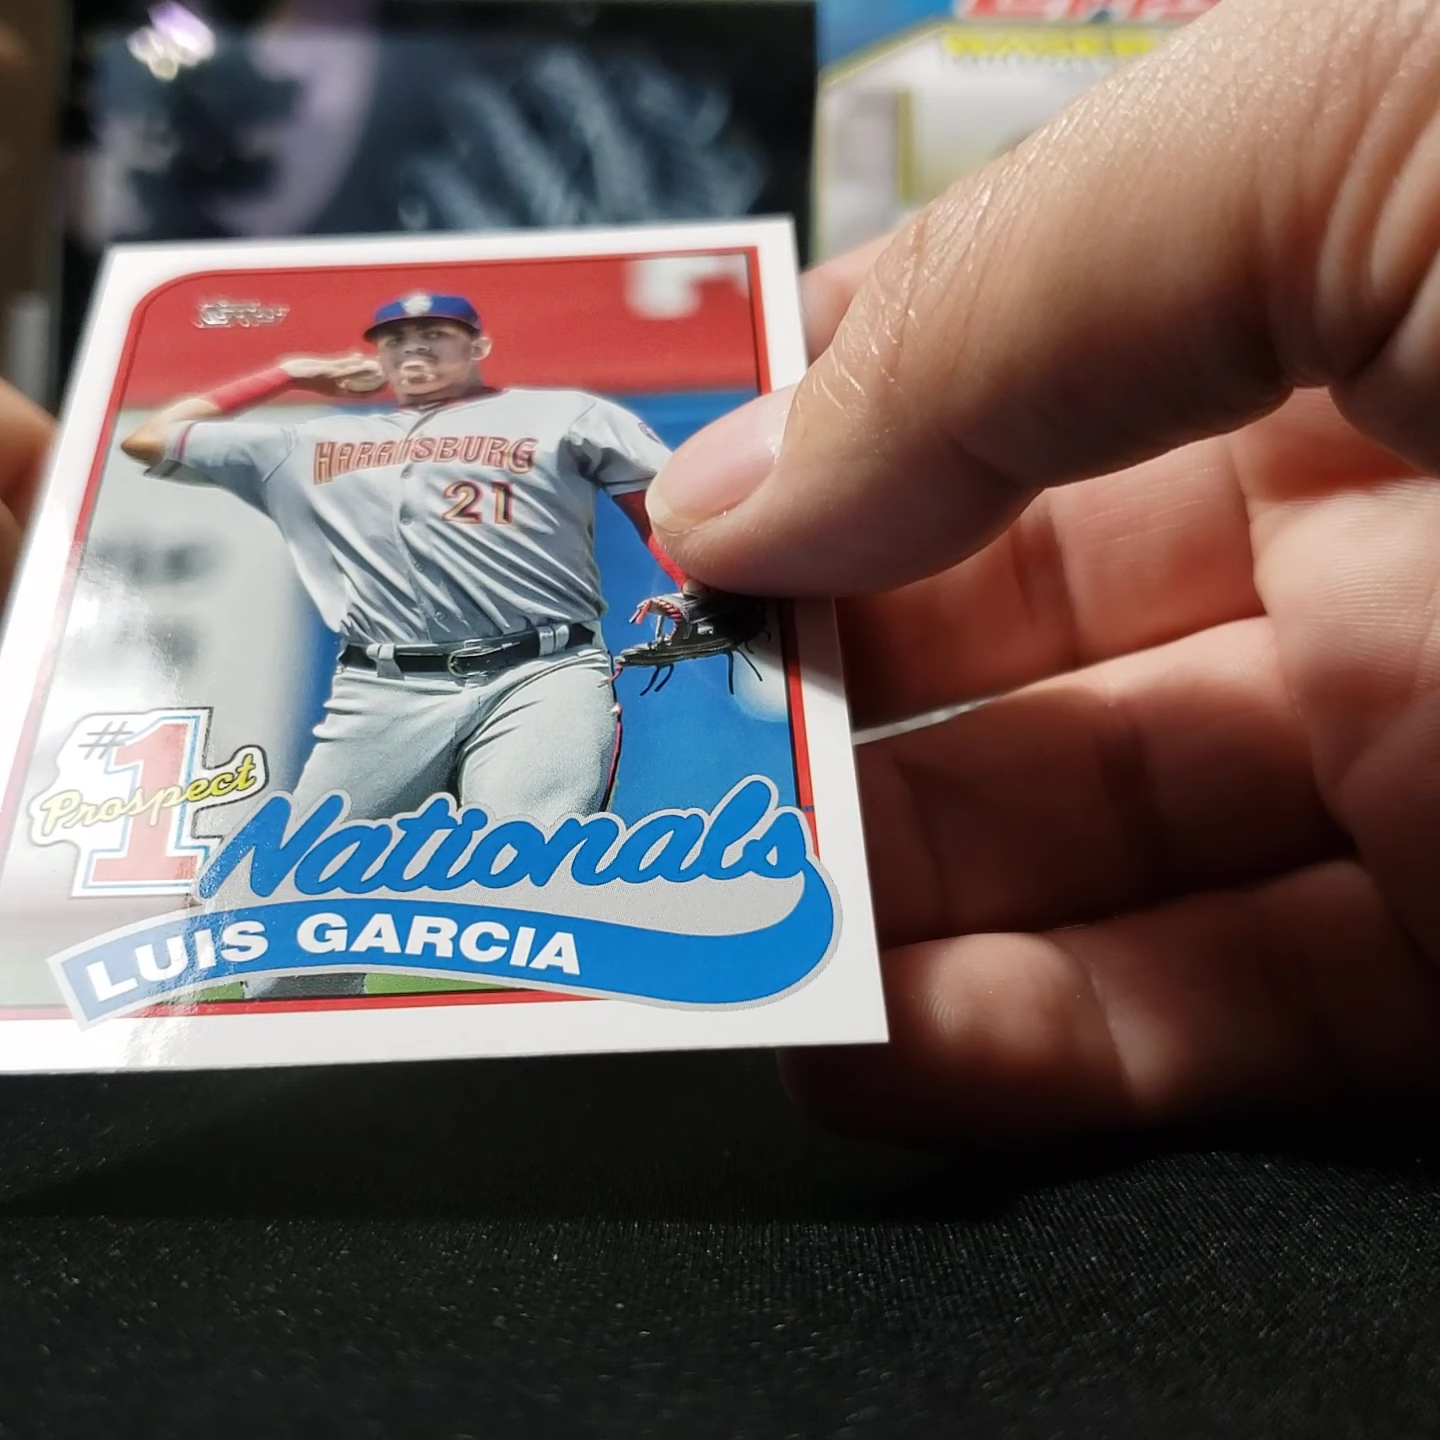 Topps
HARRISBURG
21
#1
Prospect
Nationals
LUIS GARCIA